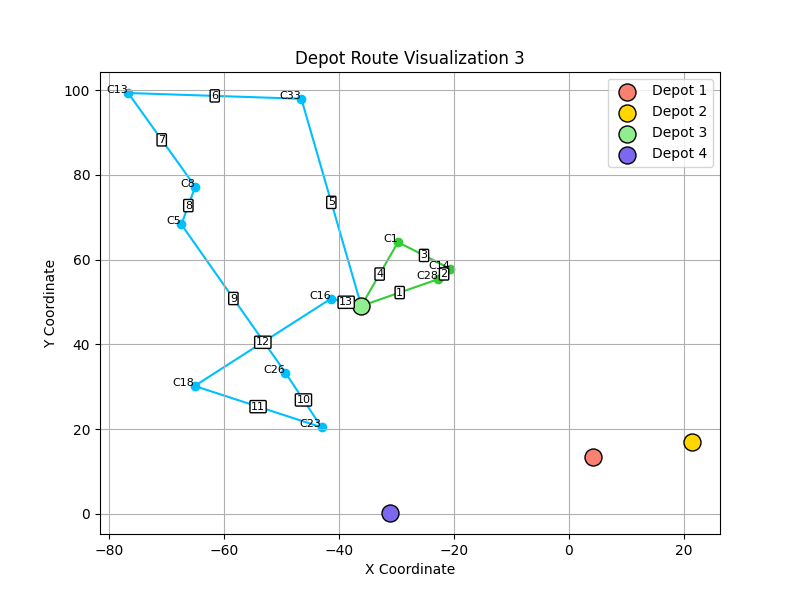 Depot Route Visualization 3
Depot 1
Depot 2
Depot 3
Depot 4
C13
6
C33
7
C8
8
C5
5
C1
3
C14
C28
2
4
1
9
C16
13
12
C26
C18
10
11
C23
100
80
60
40
20
0
Y Coordinate
−80
−60
−40
−20
0
20
X Coordinate